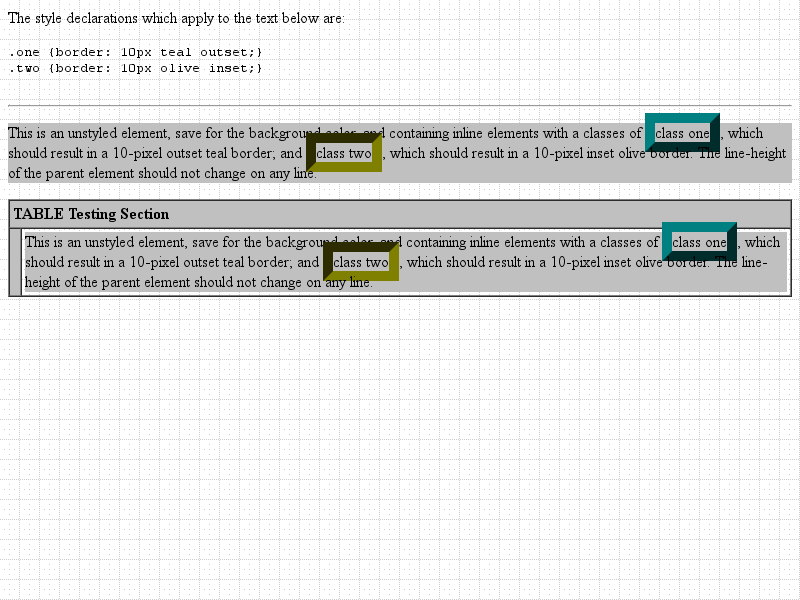 The style declarations which apply to the text below are:
.one {border: 10px teal outset;}
.two {border: 10px olive inset;}
This is an unstyled element, save for the background color, and containing inline elements with a classes of class one, which
should result in a 10-pixel outset teal border; and class two, which should result in a 10-pixel inset olive border. The line-height
of the parent element should not change on any line.
TABLE Testing Section
This is an unstyled element, save for the background color, and containing inline elements with a classes of class one, which
should result in a 10-pixel outset teal border; and class two, which should result in a 10-pixel inset olive border. The line-
height of the parent element should not change on any line.